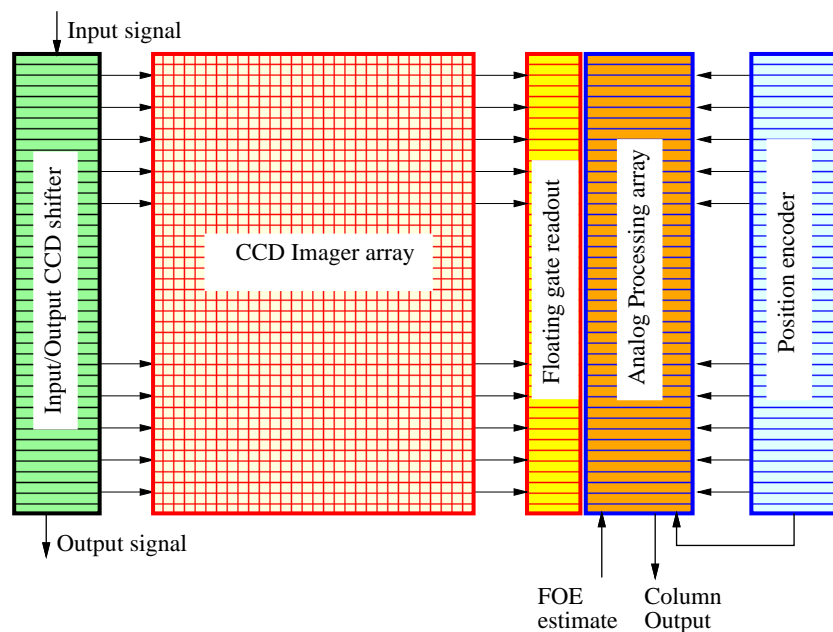 Input signal
Input/Output CCD shifter
CCD Imager array
Floating gate readout
Analog Processing array
Position encoder
Output signal
FOE
estimate
Column
Output